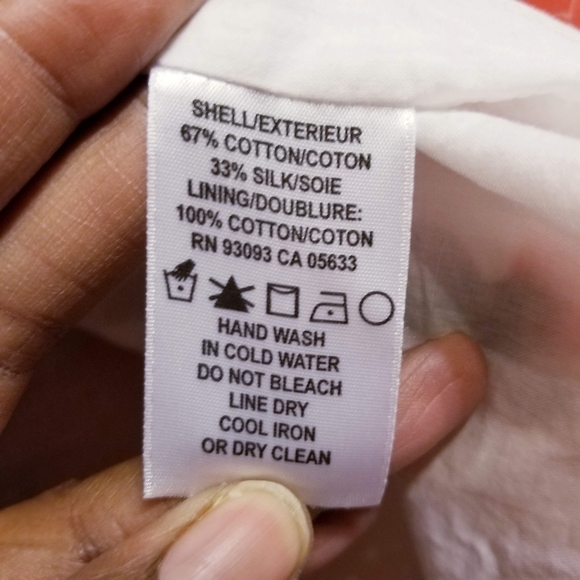 SHELL/EXTERIEUR
67% COTTON/COTON
33% SILK/SOIE
LINING/DOUBLURE:
100% COTTON/COTON
RN 93093 CA 05633
HAND WASH
IN COLD WATER
DO NOT BLEACH
LINE DRY
COOL IRON
OR DRY CLEAN